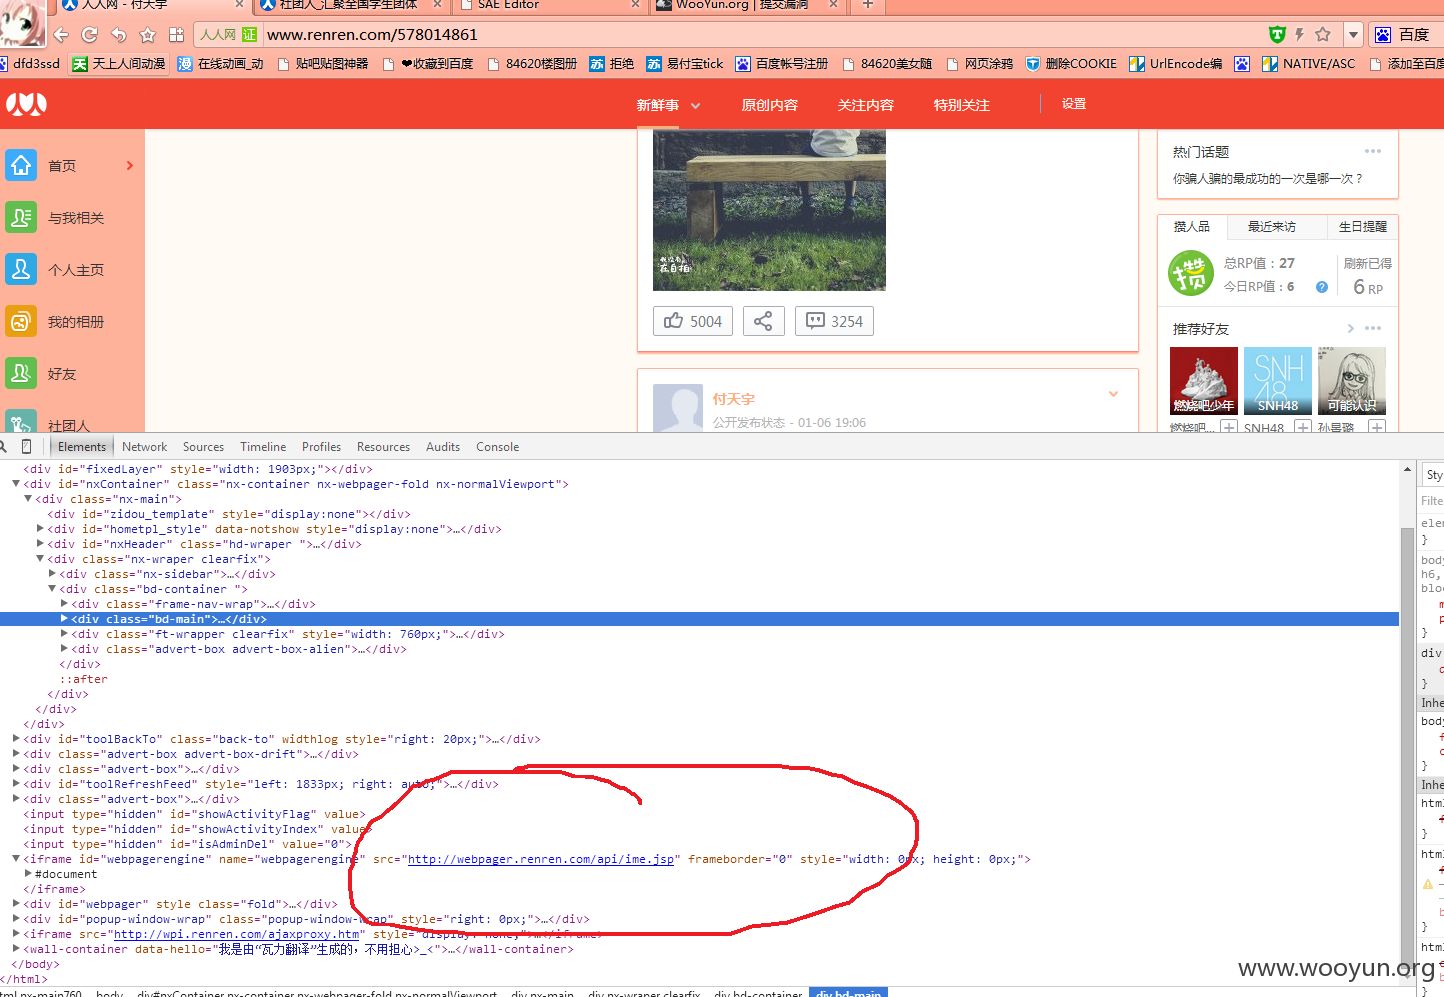 人人网 - 付天宇
社团人_汇聚全国学生团体
SAE Editor
WooYun.org | 提交漏洞
人人网 证 www.renren.com/578014861
百度
dfd3ssd 天上人间动漫 在线动画_动 贴吧贴图神器 ❤收藏到百度 84620楼图册 拒绝 易付宝tick 百度帐号注册 84620美女随 网页涂鸦 删除COOKIE UrlEncode编 NATIVE/ASC 添加至百度
新鲜事 原创内容 关注内容 特别关注 设置
首页
与我相关
个人主页
我的相册
好友
社团人
在自拍
5004 3254
付天宇
公开发布状态 - 01-06 19:06
热门话题
你骗人骗的最成功的一次是哪一次？
攒人品 最近来访 生日提醒
攒
总RP值：27
今日RP值：6
刷新已得
6 RP
推荐好友
SNH48
燃烧吧少年 SNH48 可能认识
燃烧吧... SNH48 孙景璐
Elements Network Sources Timeline Profiles Resources Audits Console
<div id="fixedLayer" style="width: 1903px;"></div>
▼<div id="nxContainer" class="nx-container nx-webpager-fold nx-normalViewport">
▼<div class="nx-main">
<div id="zidou_template" style="display:none"></div>
▶<div id="hometpl_style" data-notshow style="display:none">…</div>
▶<div id="nxHeader" class="hd-wraper ">…</div>
▼<div class="nx-wraper clearfix">
▶<div class="nx-sidebar">…</div>
▼<div class="bd-container ">
▶<div class="frame-nav-wrap">…</div>
▶<div class="bd-main">…</div>
▶<div class="ft-wrapper clearfix" style="width: 760px;">…</div>
▶<div class="advert-box advert-box-alien">…</div>
</div>
::after
</div>
</div>
</div>
▶<div id="toolBackTo" class="back-to" widthlog style="right: 20px;">…</div>
▶<div class="advert-box advert-box-drift">…</div>
▶<div class="advert-box">…</div>
▶<div id="toolRefreshFeed" style="left: 1833px; right: auto;">…</div>
▶<div class="advert-box">…</div>
<input type="hidden" id="showActivityFlag" value>
<input type="hidden" id="showActivityIndex" value>
<input type="hidden" id="isAdminDel" value="0">
▼<iframe id="webpagerengine" name="webpagerengine" src="http://webpager.renren.com/api/ime.jsp" frameborder="0" style="width: 0px; height: 0px;">
▶#document
</iframe>
▶<div id="webpager" style class="fold">…</div>
▶<div id="popup-window-wrap" class="popup-window-wrap" style="right: 0px;">…</div>
▶<iframe src="http://wpi.renren.com/ajaxproxy.htm" style="display: none;">…</iframe>
▶<wall-container data-hello="我是由“瓦力翻译”生成的，不用担心>_<">…</wall-container>
</body>
</html>
html.nx-main760 body div#nxContainer.nx-container.nx-webpager-fold.nx-normalViewport div.nx-main div.nx-wraper.clearfix div.bd-container div.bd-main
Sty
Filte
elem
}
body
h6,
bloc
m
p
}
div
}
Inhe
body
f
c
}
Inhe
html
}
html
}
html
}
www.wooyun.org